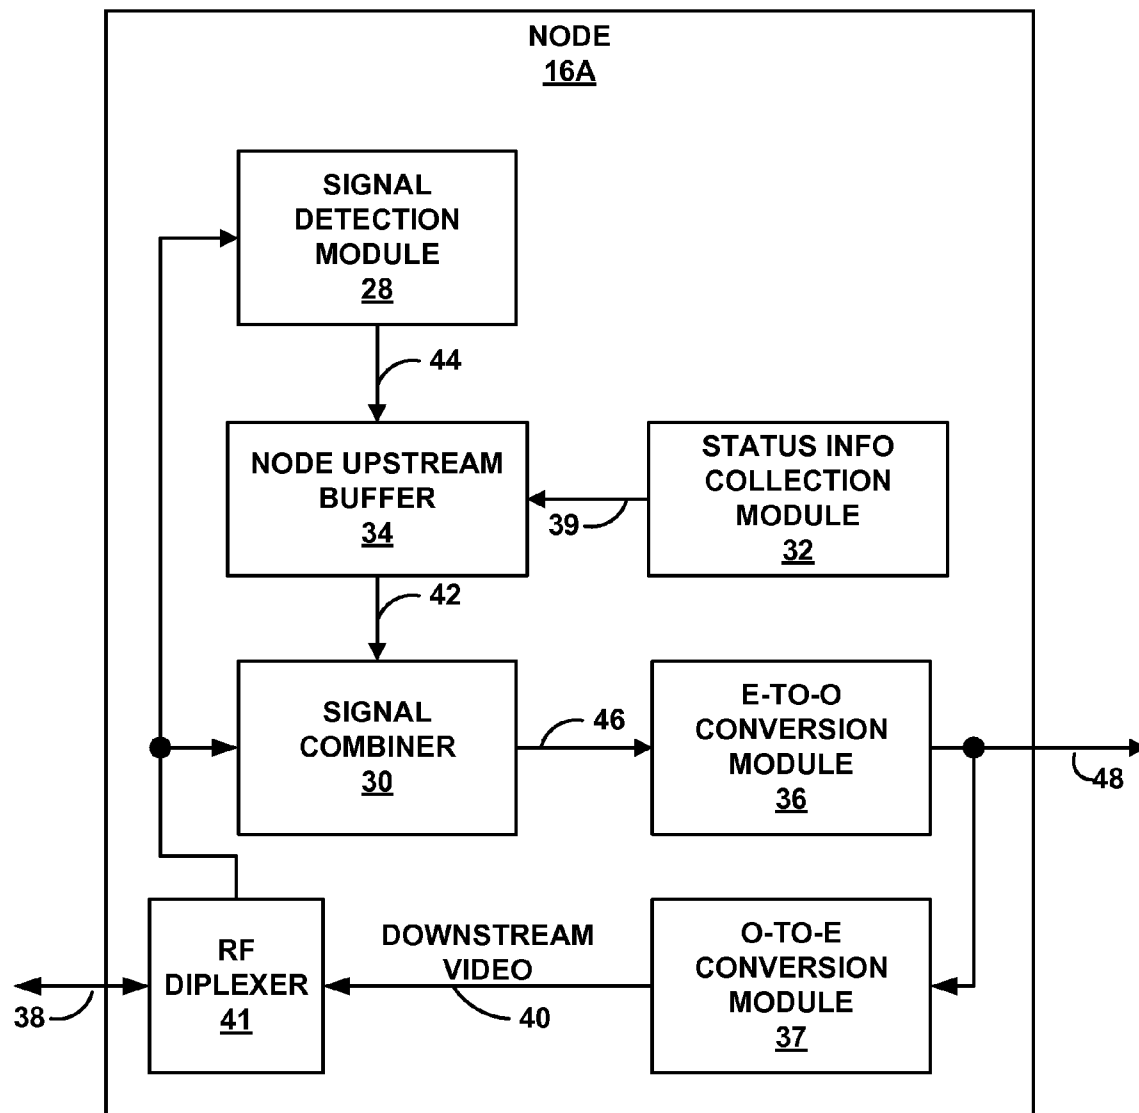 NODE
16A
SIGNAL
DETECTION
MODULE
28
44
NODE UPSTREAM
BUFFER
34
STATUS INFO
COLLECTION
MODULE
32
39
42
SIGNAL
COMBINER
30
46
E-TO-O
CONVERSION
MODULE
36
48
RF
DIPLEXER
41
38
DOWNSTREAM
VIDEO
40
O-TO-E
CONVERSION
MODULE
37